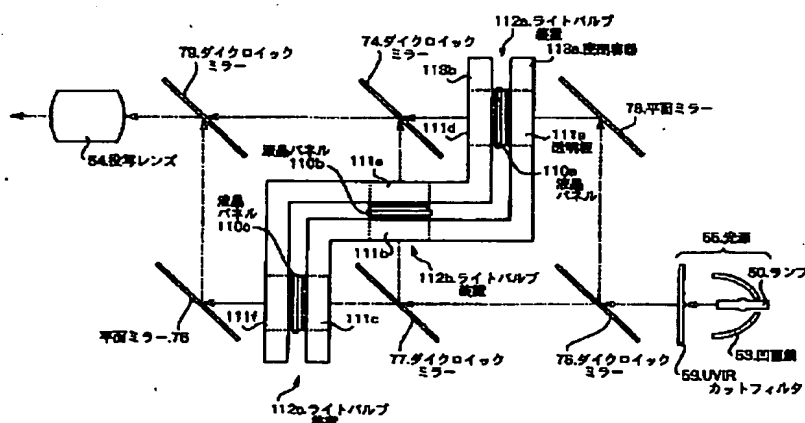 112a.ライトバルブ
装置
79.ダイクロイック
ミラー
74.ダイクロイック
ミラー
113b
113a.密閉容器
78.平面ミラー
54.投写レンズ
111d
111a
透明板
液晶パネル
110b
111e
110a
液晶
パネル
液晶
パネル
110c
111b
112b.ライトバルブ
装置
55.光源
50.ランプ
平面ミラー.75
111f
111c
77.ダイクロイック
ミラー
76.ダイクロイック
ミラー
53.凹面鏡
59.UVIR
カットフィルタ
112c.ライトバルブ
装置